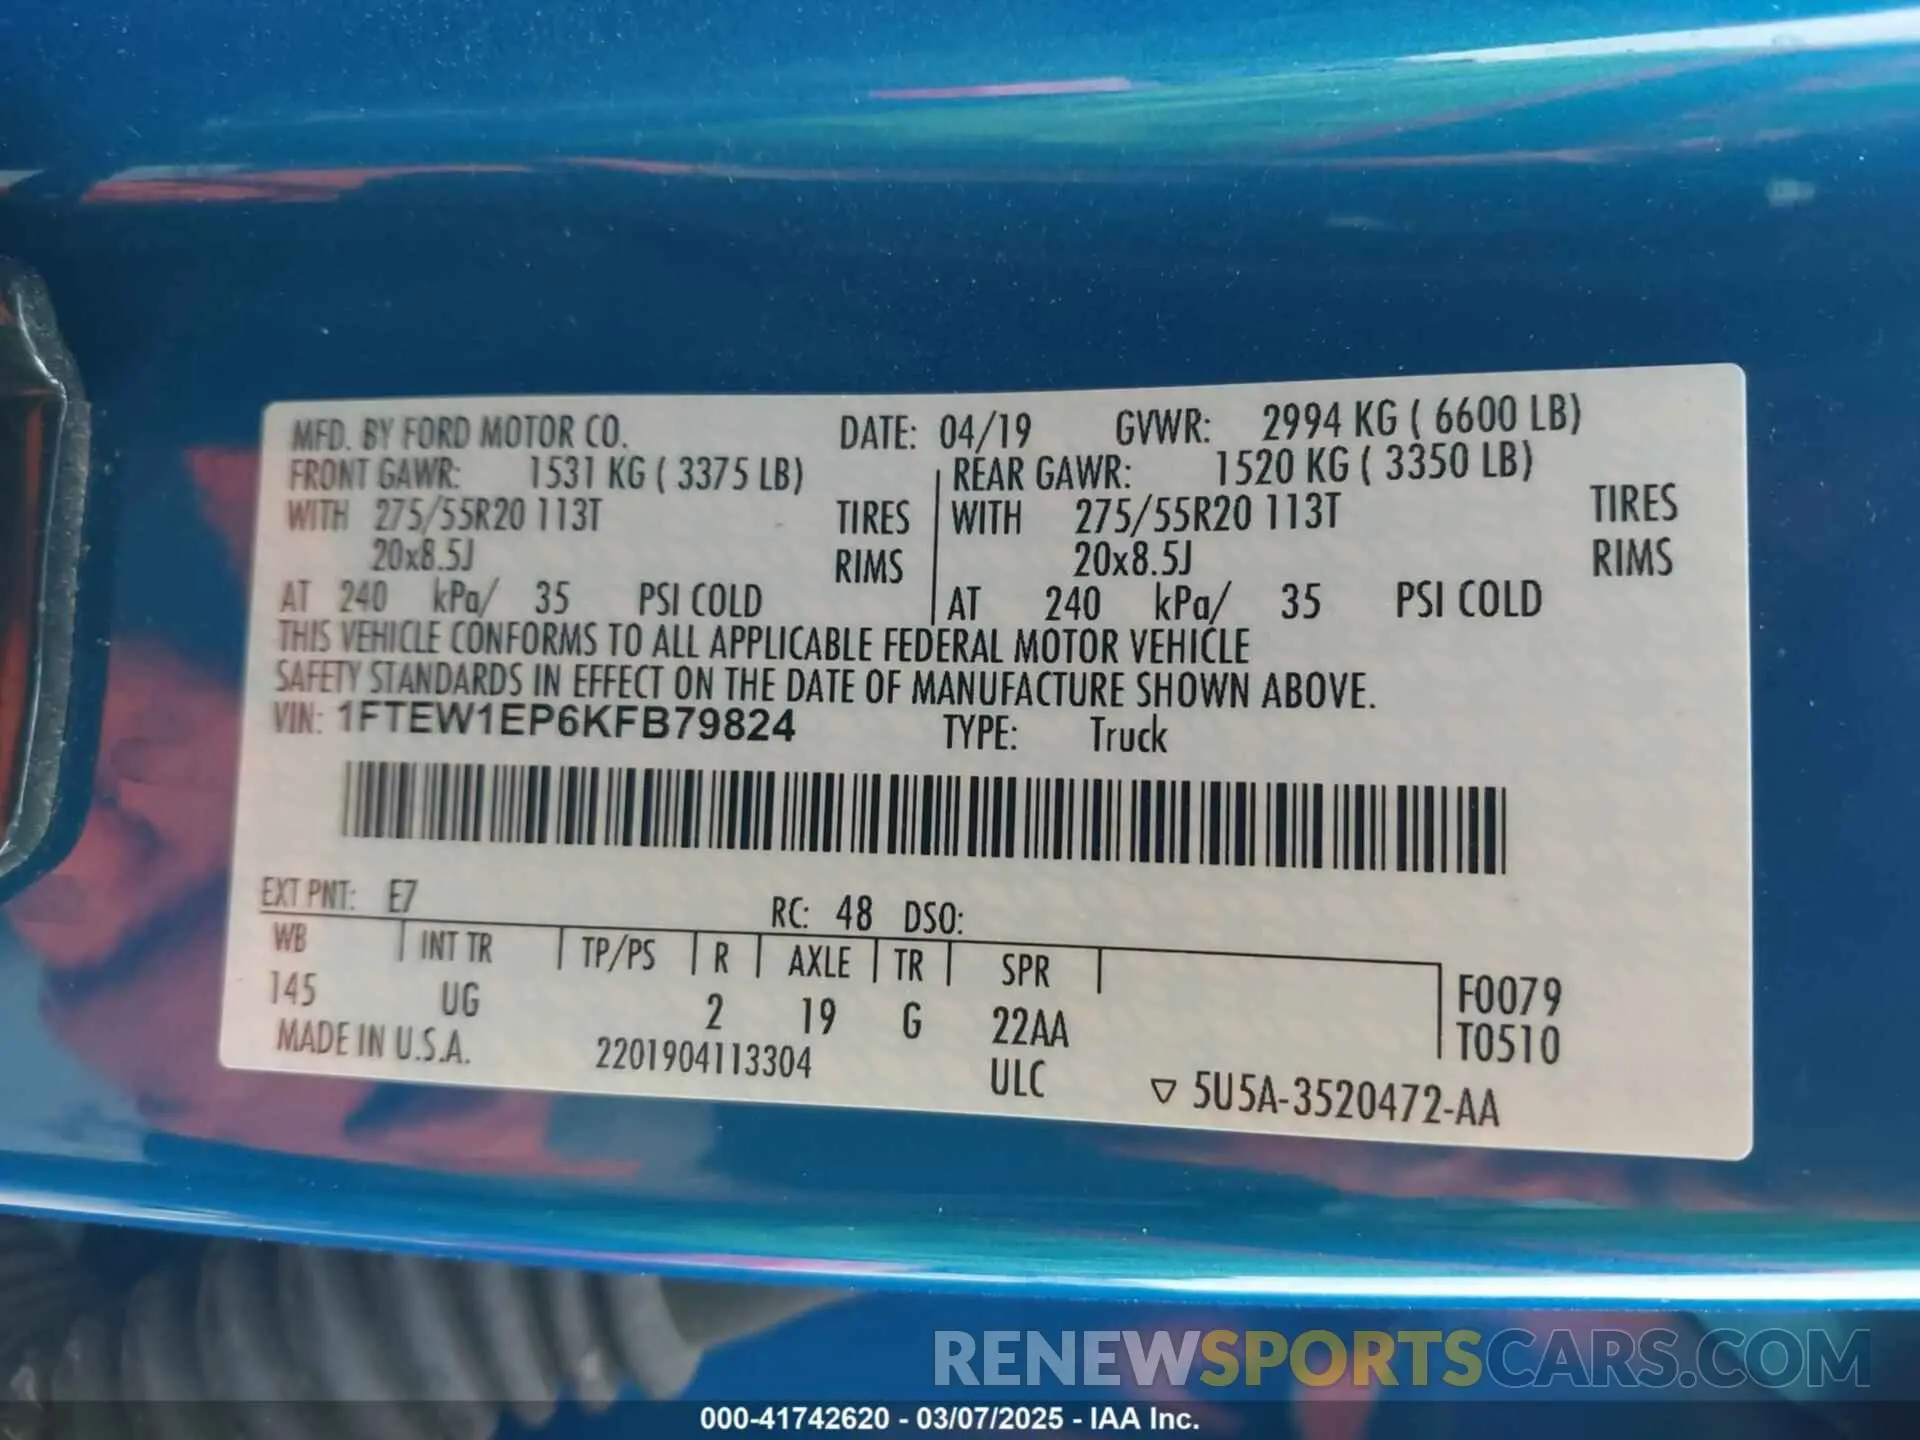 MFD. BY FORD MOTOR CO. DATE: 04/19 GVWR: 2994 KG ( 6600 LB)
FRONT GAWR: 1531 KG ( 3375 LB) REAR GAWR: 1520 KG ( 3350 LB)
WITH 275/55R20 113T TIRES WITH 275/55R20 113T TIRES
20x8.5J RIMS 20x8.5J RIMS
AT 240 kPa/ 35 PSI COLD AT 240 kPa/ 35 PSI COLD
THIS VEHICLE CONFORMS TO ALL APPLICABLE FEDERAL MOTOR VEHICLE
SAFETY STANDARDS IN EFFECT ON THE DATE OF MANUFACTURE SHOWN ABOVE.
VIN: 1FTEW1EP6KFB79824 TYPE: Truck
EXT PNT: E7 RC: 48 DSO:
WB INT TR TP/PS R AXLE TR SPR
145 UG 2 19 G 22AA
F0079
T0510
MADE IN U.S.A. 2201904113304 ULC ▽ 5U5A-3520472-AA
RENEWSPORTSCARS.COM
000-41742620 - 03/07/2025 - IAA Inc.